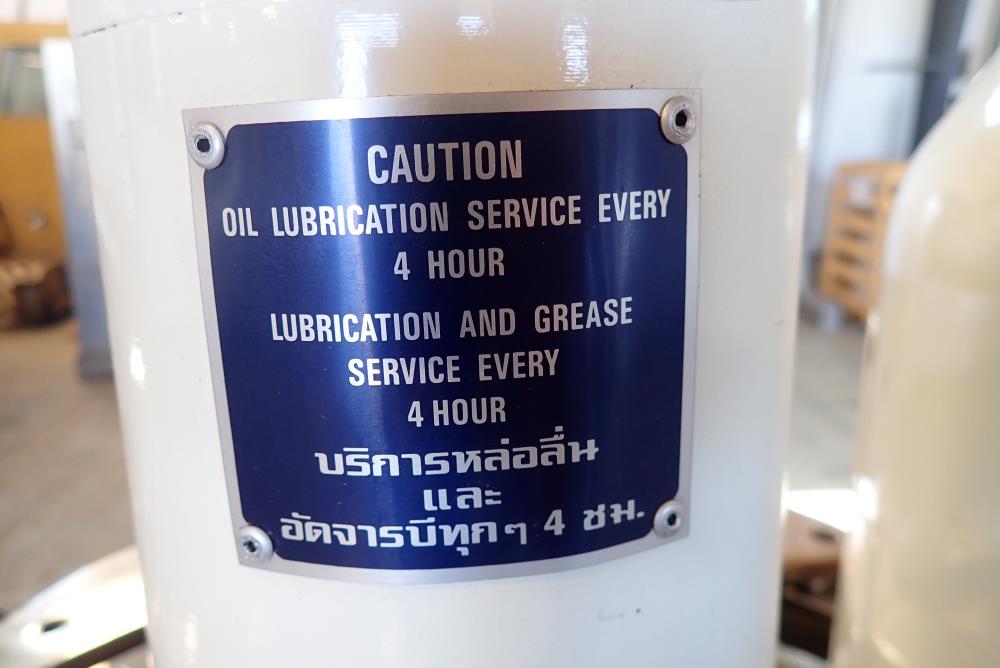 CAUTION
OIL LUBRICATION SERVICE EVERY
4 HOUR
LUBRICATION AND GREASE
SERVICE EVERY
4 HOUR
บริการหล่อลื่น
และ
อัดจารบีทุกๆ 4 ชม.